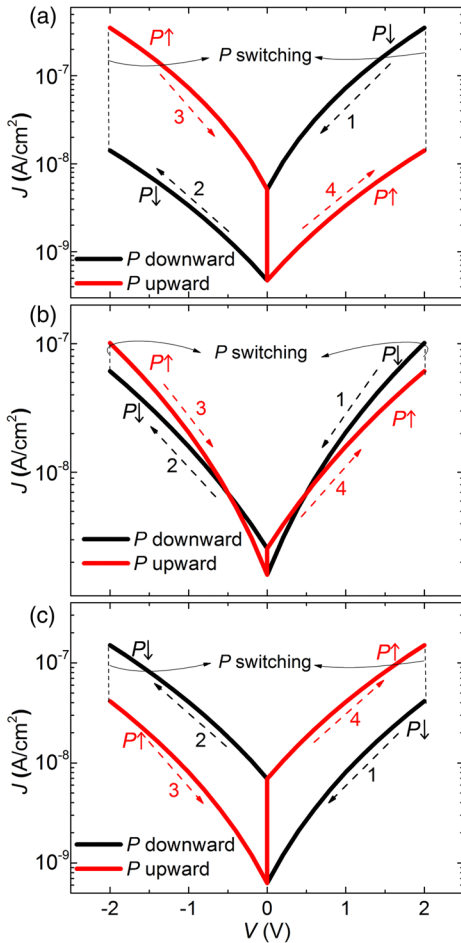 (a)
P↑
P↓
P switching
3
1
2
4
P↓
P↑
P downward
P upward
J (A/cm²)
10⁻⁷
10⁻⁸
10⁻⁹
(b)
P↑
P↓
P switching
3
1
P↓
P↑
2
4
P downward
P upward
J (A/cm²)
10⁻⁷
10⁻⁸
(c)
P↓
P↑
P switching
2
4
P↑
P↓
3
1
P downward
P upward
J (A/cm²)
10⁻⁷
10⁻⁸
10⁻⁹
-2 -1 0 1 2
V (V)